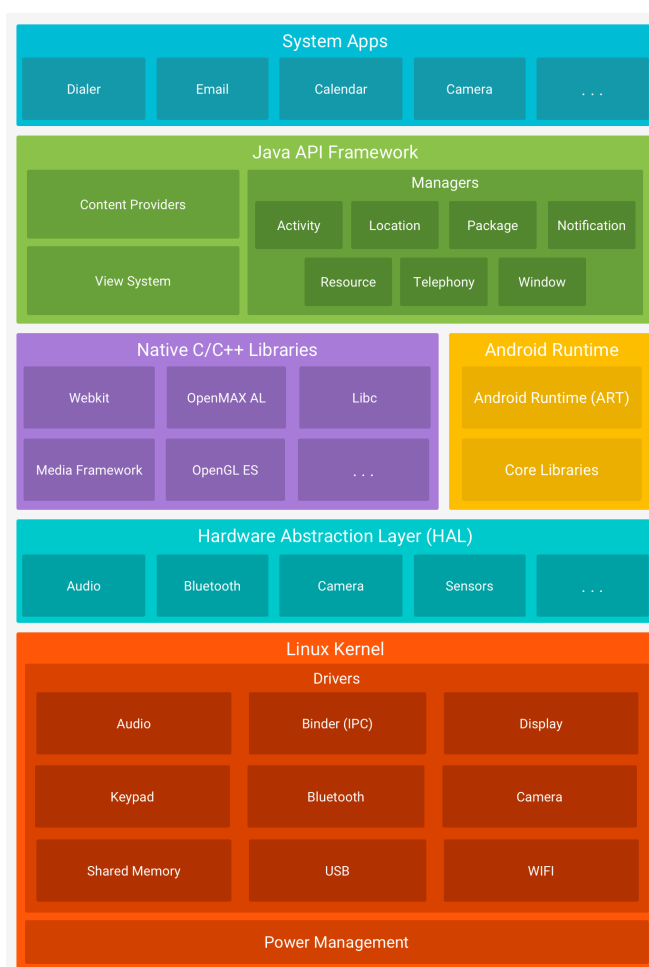 System Apps
Dialer
Email
Calendar
Camera
. . .
Java API Framework
Content Providers
View System
Managers
Activity
Location
Package
Notification
Resource
Telephony
Window
Native C/C++ Libraries
Webkit
OpenMAX AL
Libc
Media Framework
OpenGL ES
. . .
Android Runtime
Android Runtime (ART)
Core Libraries
Hardware Abstraction Layer (HAL)
Audio
Bluetooth
Camera
Sensors
. . .
Linux Kernel
Drivers
Audio
Binder (IPC)
Display
Keypad
Bluetooth
Camera
Shared Memory
USB
WIFI
Power Management